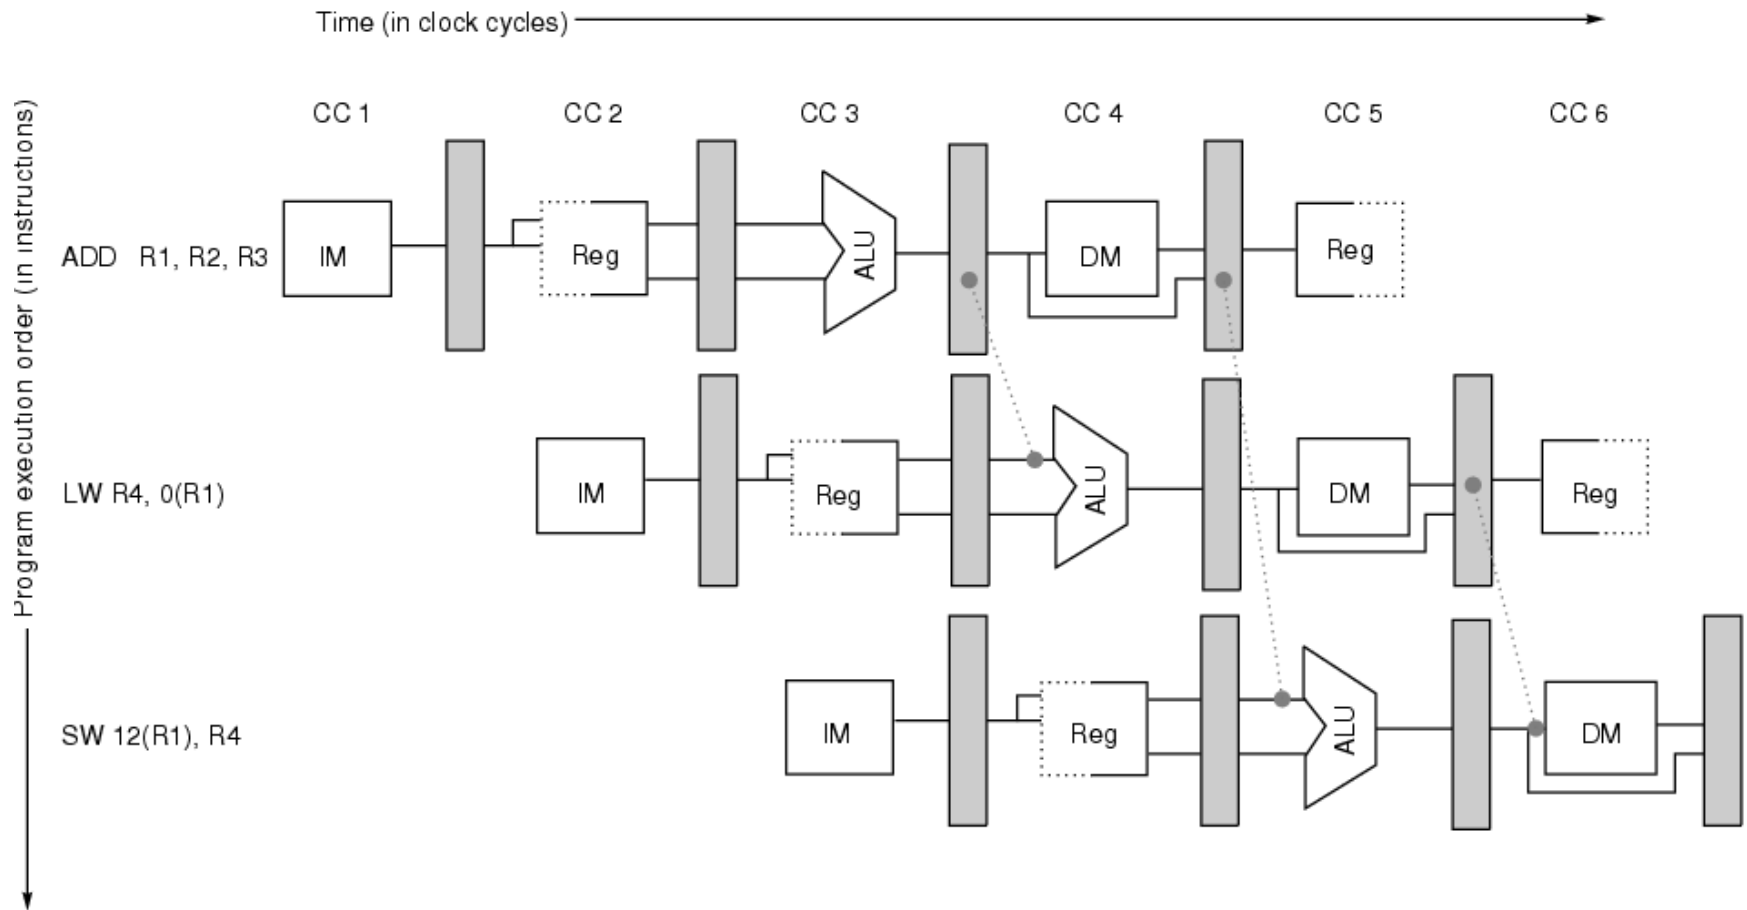 Time (in clock cycles)
CC 1 CC 2 CC 3 CC 4 CC 5 CC 6
Program execution order (in instructions)
ADD R1, R2, R3 IM Reg ALU DM Reg
LW R4, 0(R1) IM Reg ALU DM Reg
SW 12(R1), R4 IM Reg ALU DM